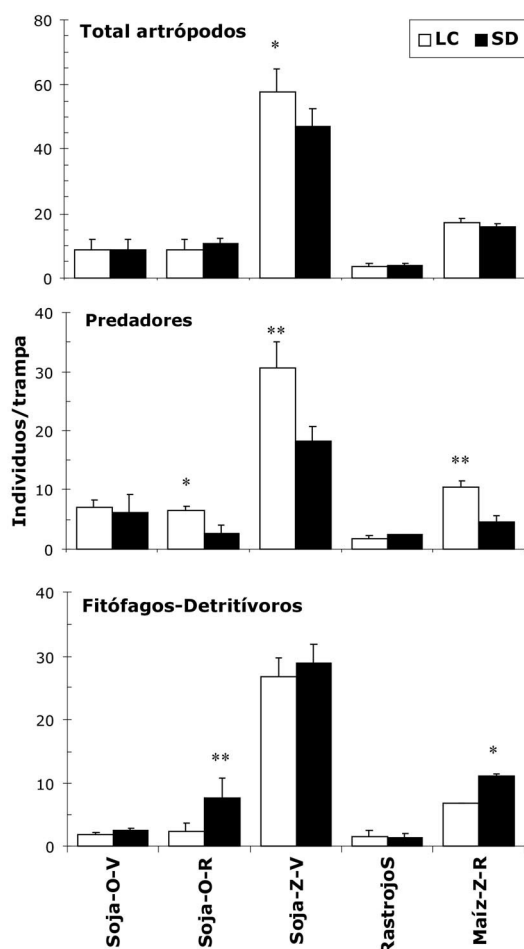 Total artrópodos
LC SD
*
80
60
40
20
0
Individuos/trampa
Predadores
**
*
**
40
30
20
10
0
Fitófagos-Detritívoros
**
*
40
30
20
10
0
Soja-O-V
Soja-O-R
Soja-Z-V
RastrojoS
Maíz-Z-R